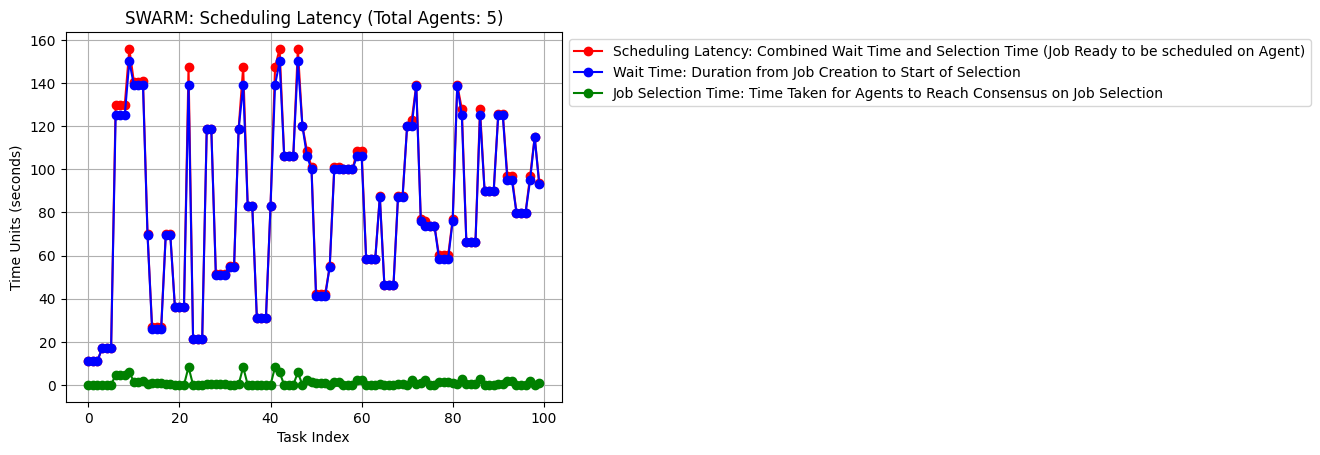 SWARM: Scheduling Latency (Total Agents: 5)
Scheduling Latency: Combined Wait Time and Selection Time (Job Ready to be scheduled on Agent)
Wait Time: Duration from Job Creation to Start of Selection
Job Selection Time: Time Taken for Agents to Reach Consensus on Job Selection
Time Units (seconds)
160
140
120
100
80
60
40
20
0
0 20 40 60 80 100
Task Index